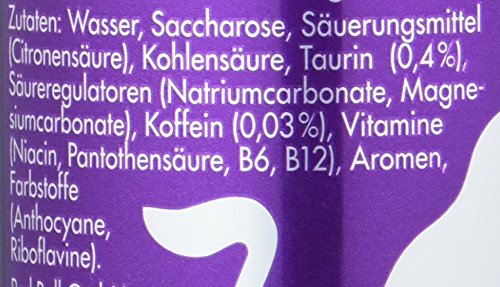 Zutaten: Wasser, Saccharose, Säuerungsmittel
(Citronensäure), Kohlensäure, Taurin (0,4%),
Säureregulatoren (Natriumcarbonate, Magne-
siumcarbonate), Koffein (0,03%), Vitamine
(Niacin, Pantothensäure, B6, B12), Aromen,
Farbstoffe
(Anthocyane,
Riboflavine).